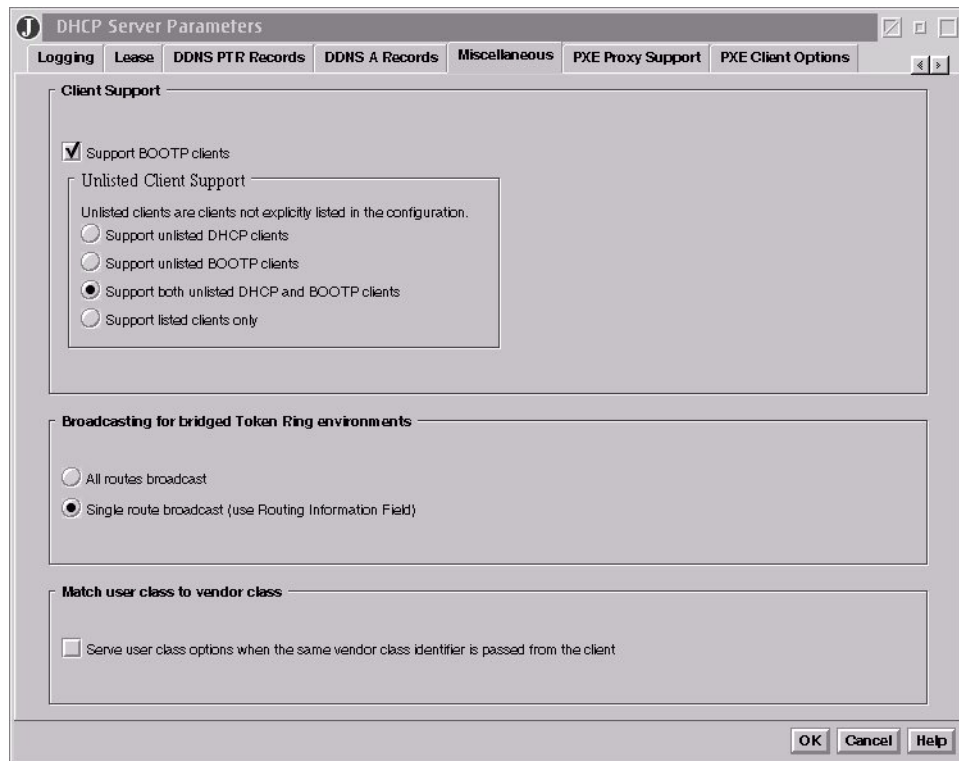 J DHCP Server Parameters
Logging Lease DDNS PTR Records DDNS A Records Miscellaneous PXE Proxy Support PXE Client Options
Client Support
Support BOOTP clients
Unlisted Client Support
Unlisted clients are clients not explicitly listed in the configuration.
Support unlisted DHCP clients
Support unlisted BOOTP clients
Support both unlisted DHCP and BOOTP clients
Support listed clients only
Broadcasting for bridged Token Ring environments
All routes broadcast
Single route broadcast (use Routing Information Field)
Match user class to vendor class
Serve user class options when the same vendor class identifier is passed from the client
OK Cancel Help